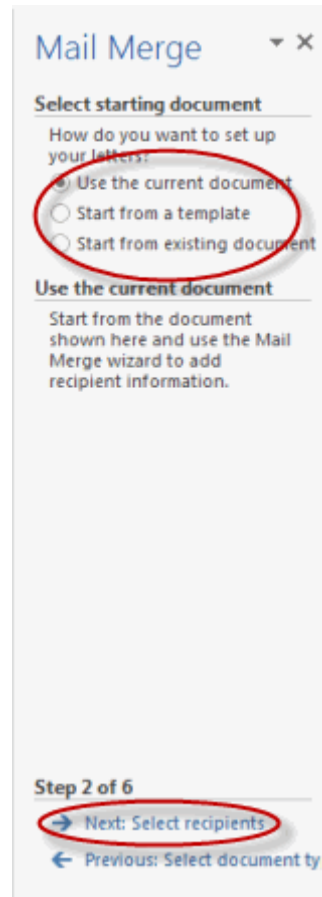 Mail Merge
Select starting document
How do you want to set up
your letters?
Use the current document
Start from a template
Start from existing document
Use the current document
Start from the document
shown here and use the Mail
Merge wizard to add
recipient information.
Step 2 of 6
Next: Select recipients
Previous: Select document ty